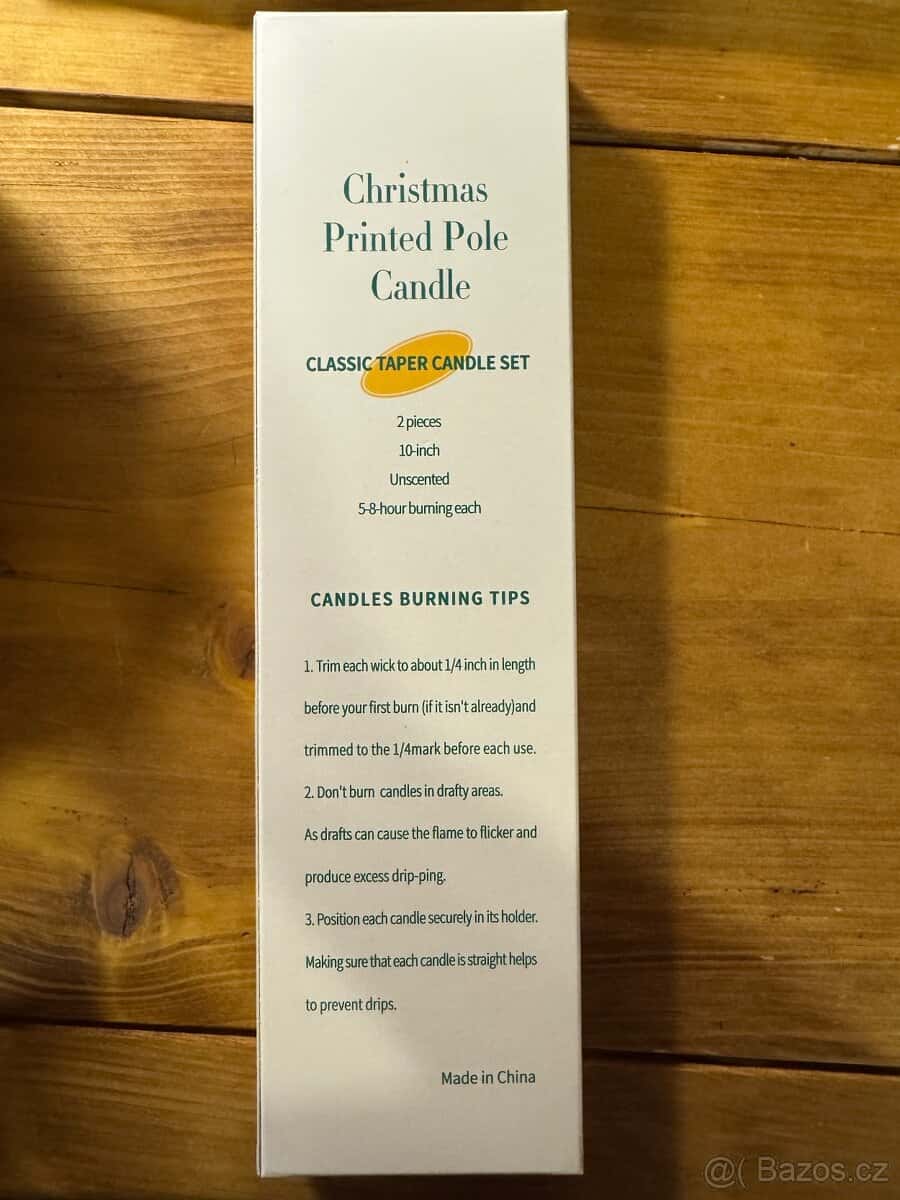 Christmas
Printed Pole
Candle
CLASSIC TAPER CANDLE SET
2 pieces
10-inch
Unscented
5-8-hour burning each
CANDLES BURNING TIPS
1. Trim each wick to about 1/4 inch in length
before your first burn (if it isn't already)and
trimmed to the 1/4mark before each use.
2. Don't burn candles in drafty areas.
As drafts can cause the flame to flicker and
produce excess drip-ping.
3. Position each candle securely in its holder.
Making sure that each candle is straight helps
to prevent drips.
Made in China
@( Bazos.cz